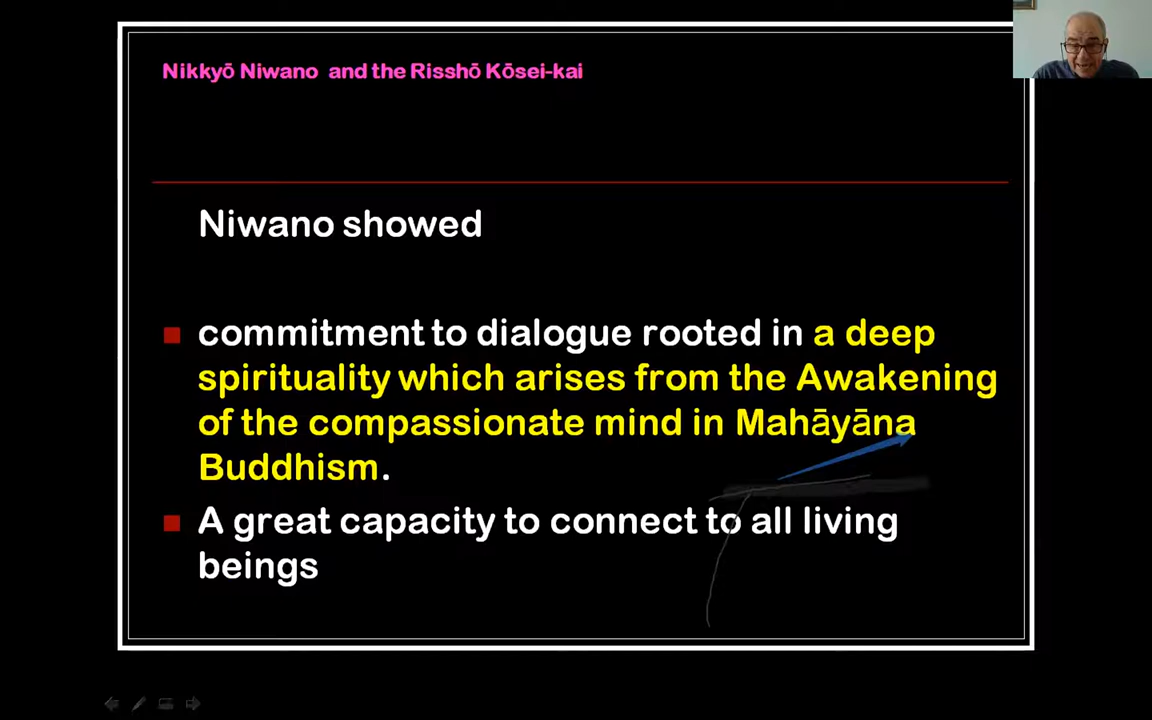 Nikkyō Niwano and the Risshō Kōsei-kai
Niwano showed
commitment to dialogue rooted in a deep
spirituality which arises from the Awakening
of the compassionate mind in Mahāyāna
Buddhism.
A great capacity to connect to all living
beings